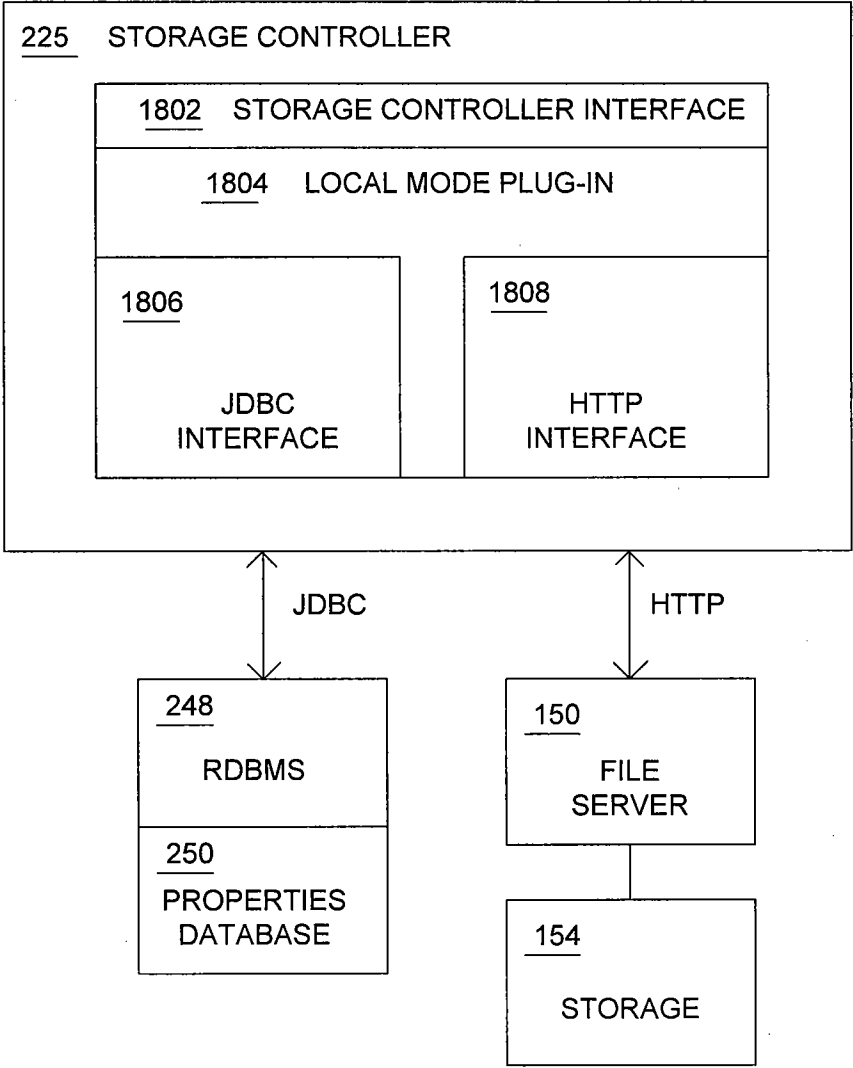 225 STORAGE CONTROLLER
1802 STORAGE CONTROLLER INTERFACE
1804 LOCAL MODE PLUG-IN
1806
JDBC
INTERFACE
1808
HTTP
INTERFACE
JDBC
HTTP
248
RDBMS
250
PROPERTIES
DATABASE
150
FILE
SERVER
154
STORAGE